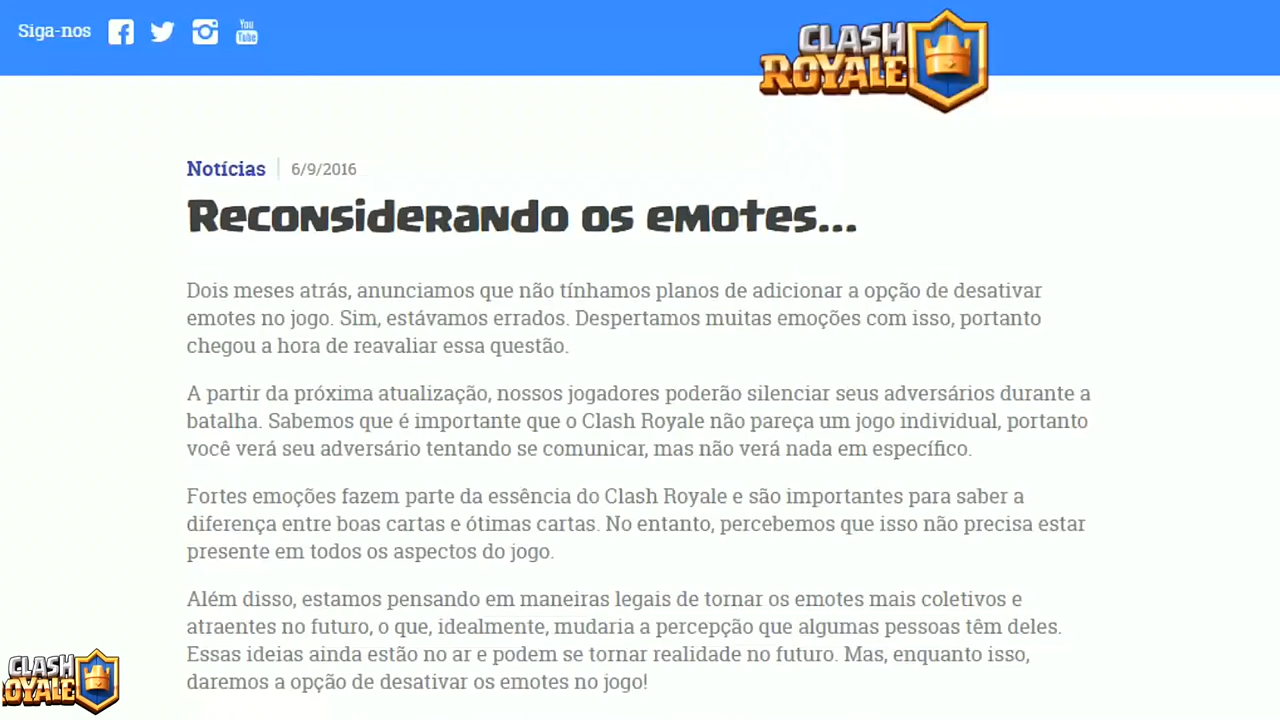 Siga-nos
You
Tube
CLASH
ROYALE
Notícias
6/9/2016
Reconsiderando os emotes...
Dois meses atrás, anunciamos que não tínhamos planos de adicionar a opção de desativar
emotes no jogo. Sim, estávamos errados. Despertamos muitas emoções com isso, portanto
chegou a hora de reavaliar essa questão.
A partir da próxima atualização, nossos jogadores poderão silenciar seus adversários durante a
batalha. Sabemos que é importante que o Clash Royale não pareça um jogo individual, portanto
você verá seu adversário tentando se comunicar, mas não verá nada em específico.
Fortes emoções fazem parte da essência do Clash Royale e são importantes para saber a
diferença entre boas cartas e ótimas cartas. No entanto, percebemos que isso não precisa estar
presente em todos os aspectos do jogo.
Além disso, estamos pensando em maneiras legais de tornar os emotes mais coletivos e
atraentes no futuro, o que, idealmente, mudaria a percepção que algumas pessoas têm deles.
Essas ideias ainda estão no ar e podem se tornar realidade no futuro. Mas, enquanto isso,
daremos a opção de desativar os emotes no jogo!
CLASH
ROYALE